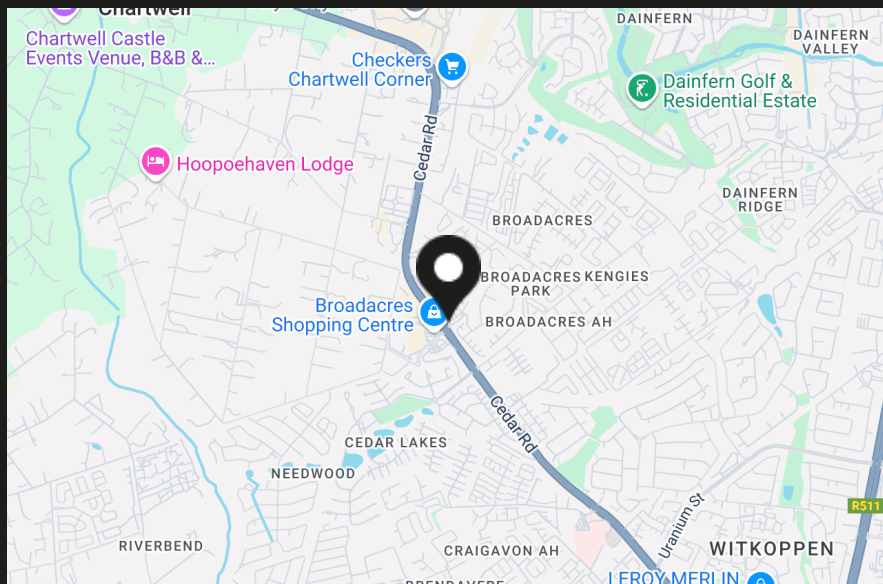 Chartwell
DAINFERN
Chartwell Castle
Events Venue, B&B &...
DAINFERN
VALLEY
Checkers
Chartwell Corner
Dainfern Golf &
Residential Estate
Cedar Rd
Hoopoehaven Lodge
DAINFERN
RIDGE
BROADACRES
BROADACRES
PARK
KENGIES
Broadacres
Shopping Centre
BROADACRES AH
Cedar Rd
CEDAR LAKES
NEEDWOOD
R511
Uranium St
RIVERBEND
CRAIGAVON AH
WITKOPPEN
BRENDAVERE
LEROY MERLIN